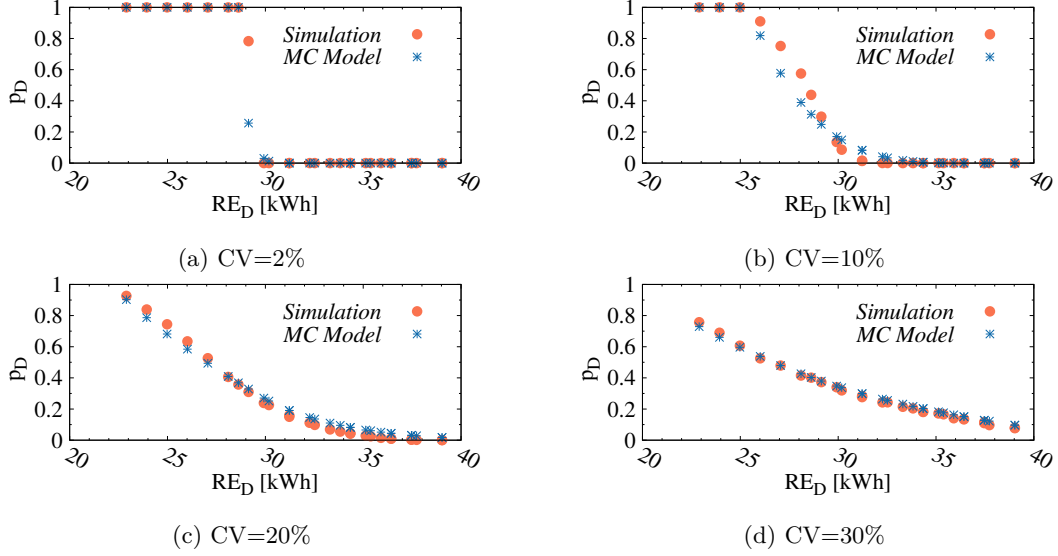 1
0.8
0.6
0.4
0.2
0
p_D
20
25
30
35
40
RE_D [kWh]
Simulation
MC Model
(a) CV=2%
1
0.8
0.6
0.4
0.2
0
p_D
20
25
30
35
40
RE_D [kWh]
Simulation
MC Model
(b) CV=10%
1
0.8
0.6
0.4
0.2
0
p_D
20
25
30
35
40
RE_D [kWh]
Simulation
MC Model
(c) CV=20%
1
0.8
0.6
0.4
0.2
0
p_D
20
25
30
35
40
RE_D [kWh]
Simulation
MC Model
(d) CV=30%